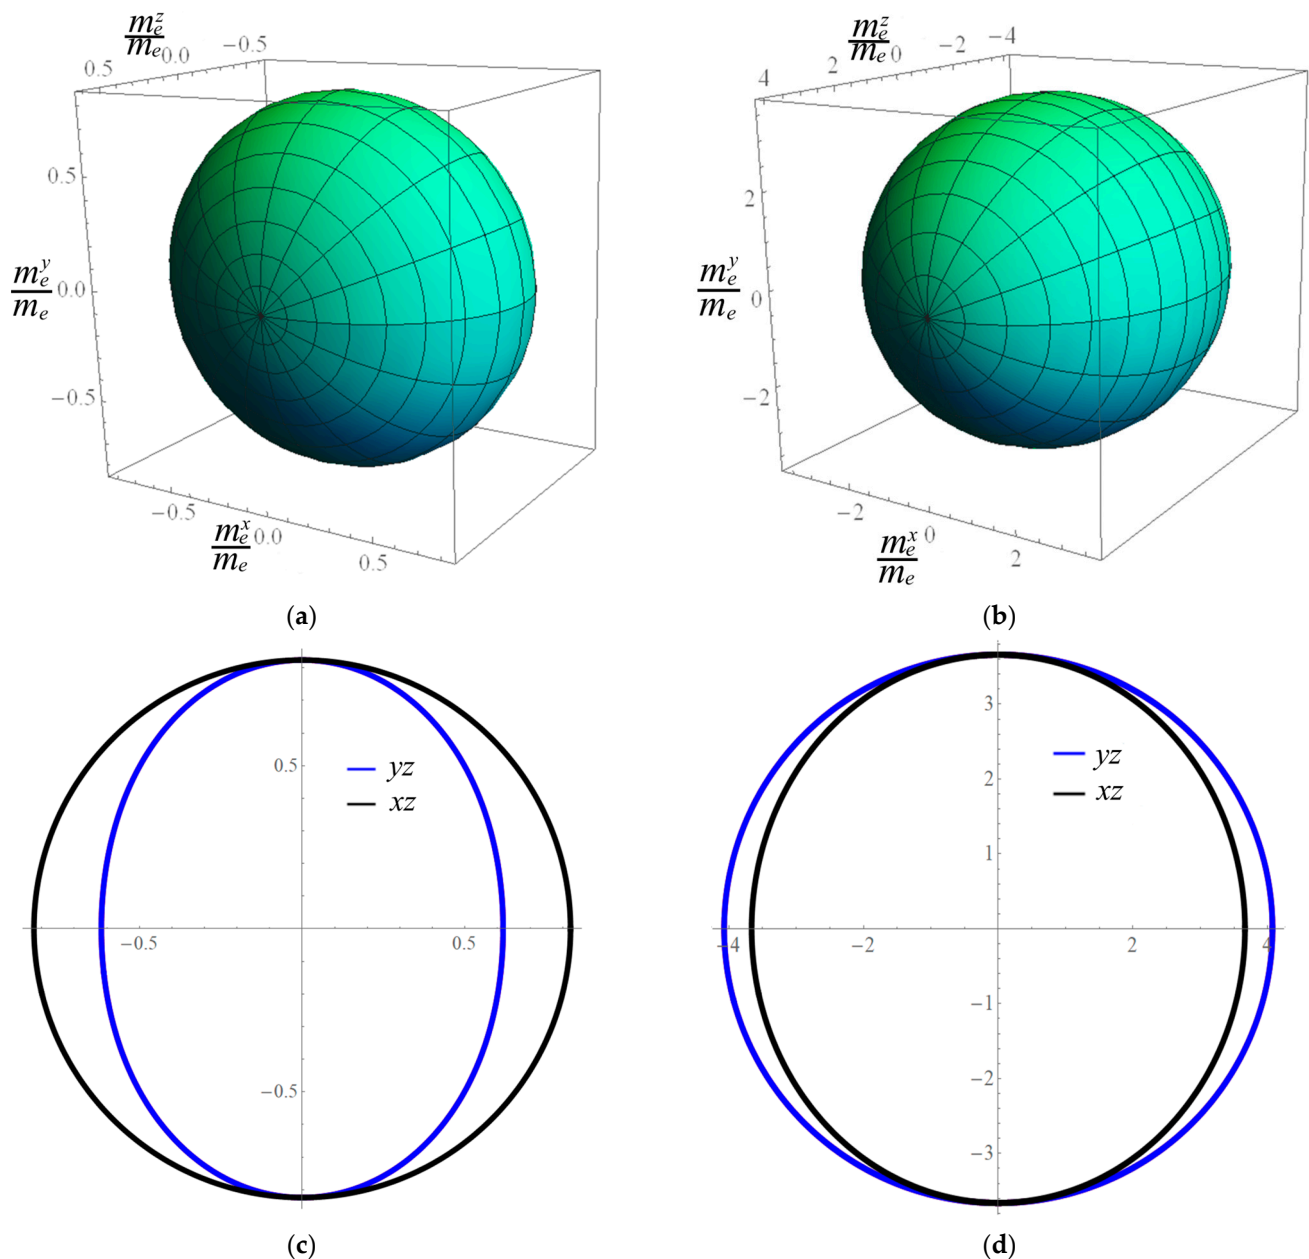 m_e^z/m_e 0.5 0.0 −0.5
0.5
m_e^y/m_e 0.0
−0.5
−0.5
m_e^x/m_e 0.0
0.5
(a)
m_e^z/m_e 4 2 0 −2 −4
2
m_e^y/m_e 0
−2
−2
m_e^x/m_e 0
2
(b)
0.5
yz
xz
−0.5 0.5
−0.5
(c)
3
2
yz
xz
1
−4 −2 2 4
−1
−2
−3
(d)